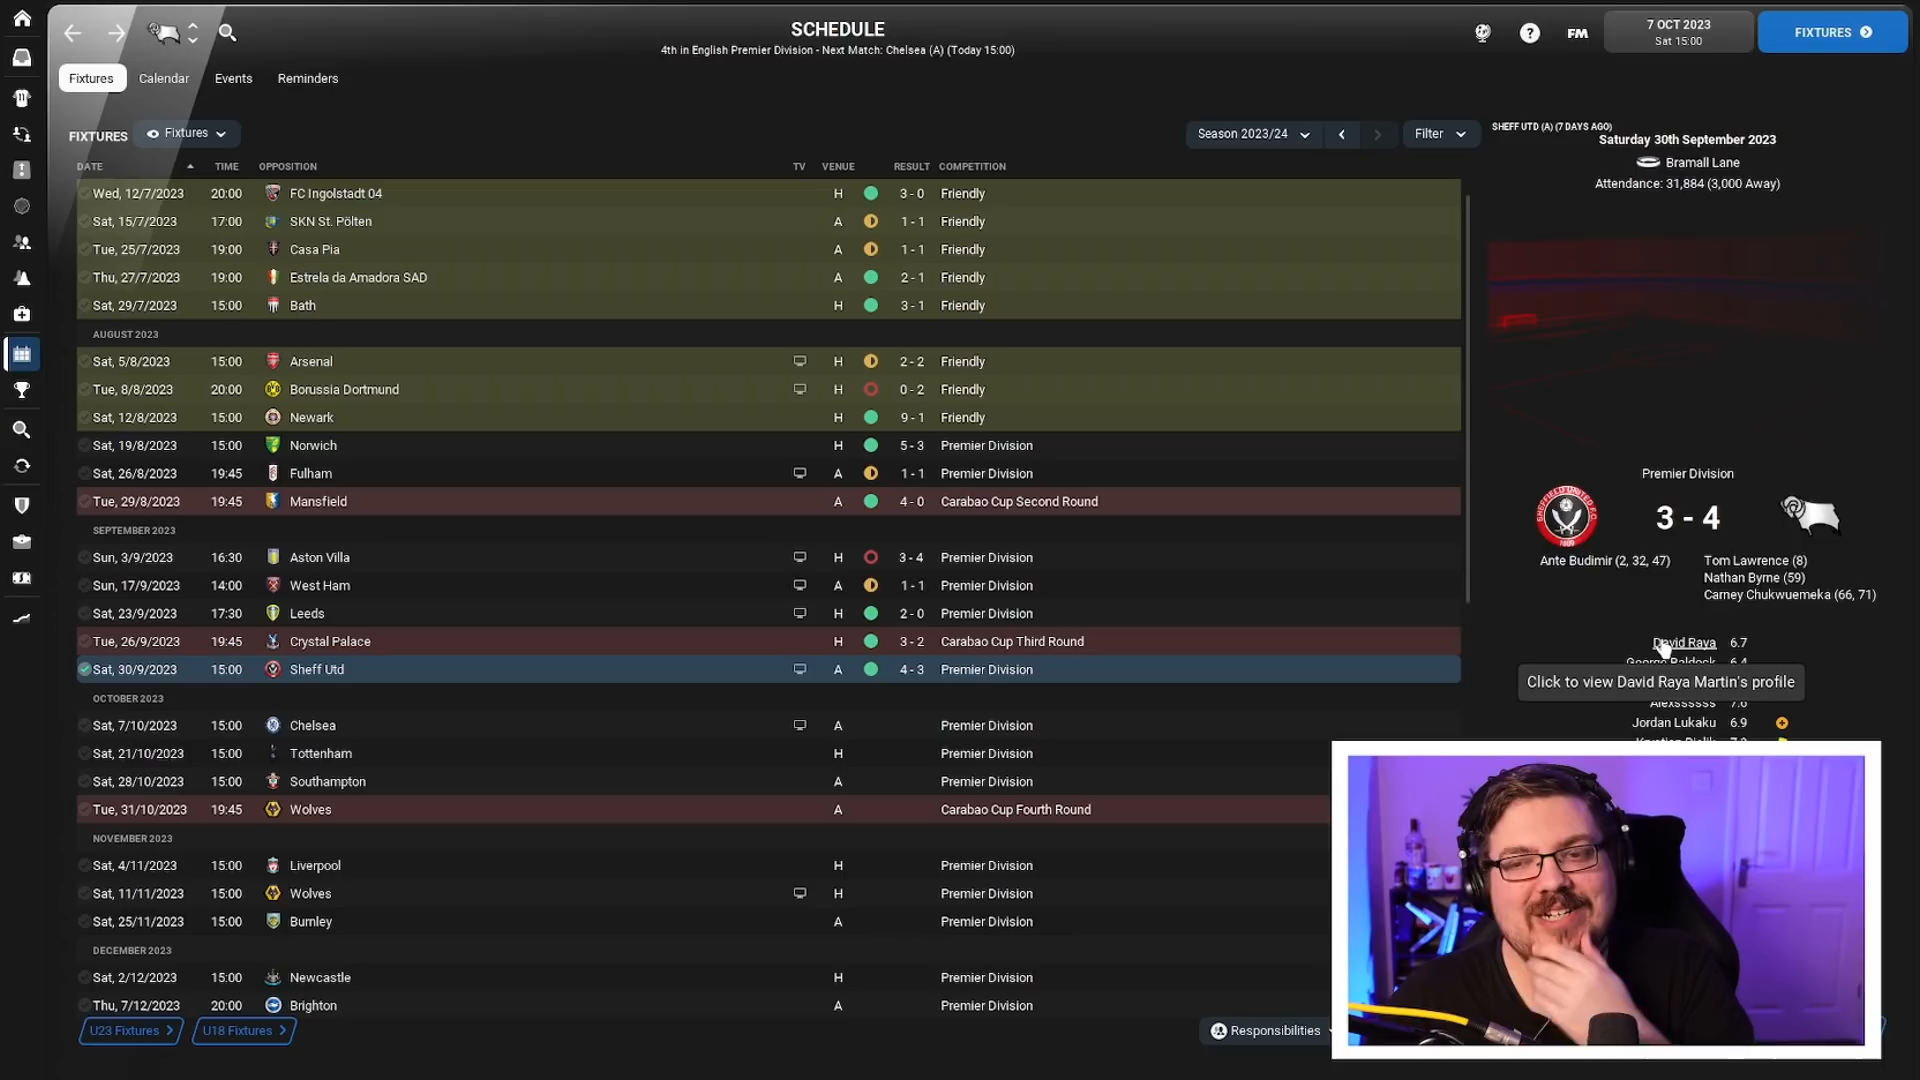 SCHEDULE
4th in English Premier Division - Next Match: Chelsea (A) (Today 15:00)
FM
7 OCT 2023
Sat 15:00
FIXTURES
Fixtures Calendar Events Reminders
FIXTURES Fixtures Season 2023/24 Filter
DATE TIME OPPOSITION TV VENUE RESULT COMPETITION
Wed, 12/7/2023 20:00 FC Ingolstadt 04 H 3 - 0 Friendly
Sat, 15/7/2023 17:00 SKN St. Pölten A 1 - 1 Friendly
Tue, 25/7/2023 19:00 Casa Pia A 1 - 1 Friendly
Thu, 27/7/2023 19:00 Estrela da Amadora SAD A 2 - 1 Friendly
Sat, 29/7/2023 15:00 Bath H 3 - 1 Friendly
AUGUST 2023
Sat, 5/8/2023 15:00 Arsenal H 2 - 2 Friendly
Tue, 8/8/2023 20:00 Borussia Dortmund H 0 - 2 Friendly
Sat, 12/8/2023 15:00 Newark H 9 - 1 Friendly
Sat, 19/8/2023 15:00 Norwich H 5 - 3 Premier Division
Sat, 26/8/2023 19:45 Fulham A 1 - 1 Premier Division
Tue, 29/8/2023 19:45 Mansfield A 4 - 0 Carabao Cup Second Round
SEPTEMBER 2023
Sun, 3/9/2023 16:30 Aston Villa H 3 - 4 Premier Division
Sun, 17/9/2023 14:00 West Ham A 1 - 1 Premier Division
Sat, 23/9/2023 17:30 Leeds H 2 - 0 Premier Division
Tue, 26/9/2023 19:45 Crystal Palace H 3 - 2 Carabao Cup Third Round
Sat, 30/9/2023 15:00 Sheff Utd A 4 - 3 Premier Division
OCTOBER 2023
Sat, 7/10/2023 15:00 Chelsea A Premier Division
Sat, 21/10/2023 15:00 Tottenham H Premier Division
Sat, 28/10/2023 15:00 Southampton A Premier Division
Tue, 31/10/2023 19:45 Wolves A Carabao Cup Fourth Round
NOVEMBER 2023
Sat, 4/11/2023 15:00 Liverpool H Premier Division
Sat, 11/11/2023 15:00 Wolves H Premier Division
Sat, 25/11/2023 15:00 Burnley A Premier Division
DECEMBER 2023
Sat, 2/12/2023 15:00 Newcastle H Premier Division
Thu, 7/12/2023 20:00 Brighton A Premier Division
U23 Fixtures U18 Fixtures Responsibilities
SHEFF UTD (A) (7 DAYS AGO)
Saturday 30th September 2023
Bramall Lane
Attendance: 31,884 (3,000 Away)
Premier Division
3 - 4
Ante Budimir (2, 32, 47)
Tom Lawrence (8)
Nathan Byrne (59)
Carney Chukwuemeka (66, 71)
David Raya 6.7
George Baldock 6.4
Click to view David Raya Martin's profile
Jordan Lukaku 6.9